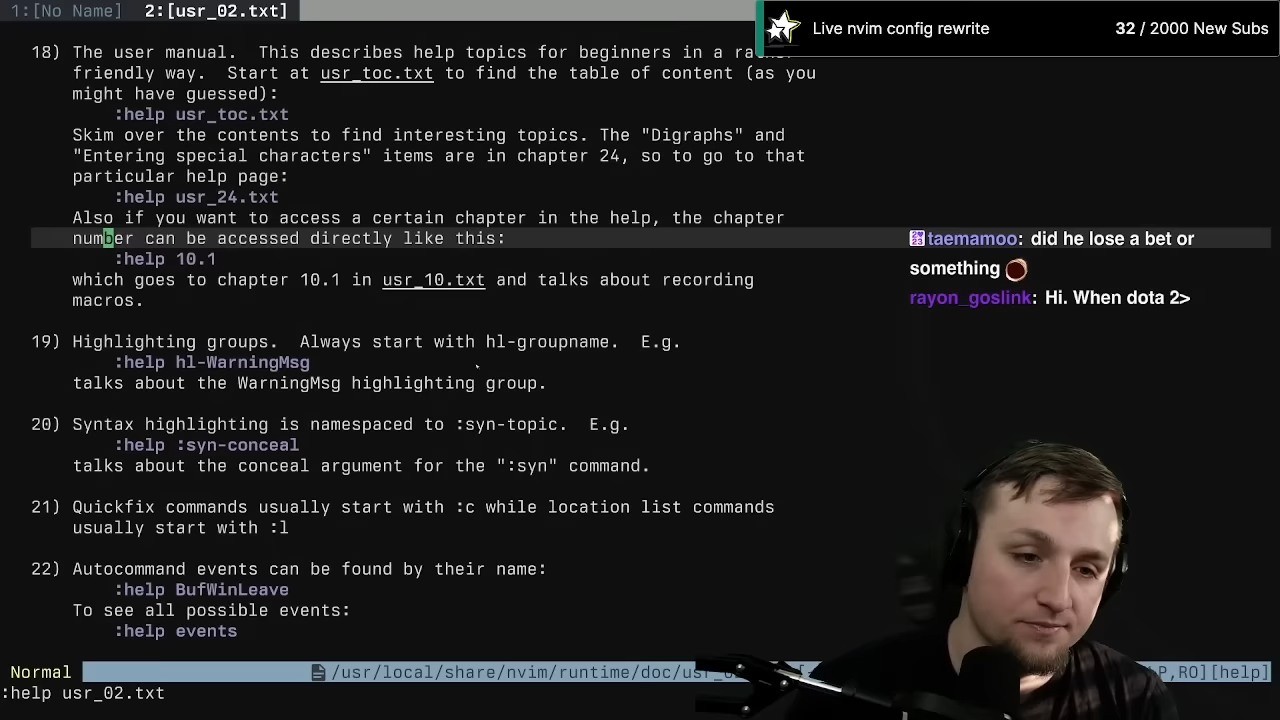 1:[No Name]  2:[usr_02.txt]
Live nvim config rewrite
32 / 2000 New Subs
18) The user manual.  This describes help topics for beginners in a
friendly way.  Start at usr_toc.txt to find the table of content (as you
might have guessed):
:help usr_toc.txt
Skim over the contents to find interesting topics. The "Digraphs" and
"Entering special characters" items are in chapter 24, so to go to that
particular help page:
:help usr_24.txt
Also if you want to access a certain chapter in the help, the chapter
number can be accessed directly like this:
:help 10.1
which goes to chapter 10.1 in usr_10.txt and talks about recording
macros.
taemamoo: did he lose a bet or
something
rayon_goslink: Hi. When dota 2>
19) Highlighting groups.  Always start with hl-groupname.  E.g.
:help hl-WarningMsg
talks about the WarningMsg highlighting group.
20) Syntax highlighting is namespaced to :syn-topic.  E.g.
:help :syn-conceal
talks about the conceal argument for the ":syn" command.
21) Quickfix commands usually start with :c while location list commands
usually start with :l
22) Autocommand events can be found by their name:
:help BufWinLeave
To see all possible events:
:help events
Normal
/usr/local/share/nvim/runtime/doc/usr_ P,RO][help]
:help usr_02.txt